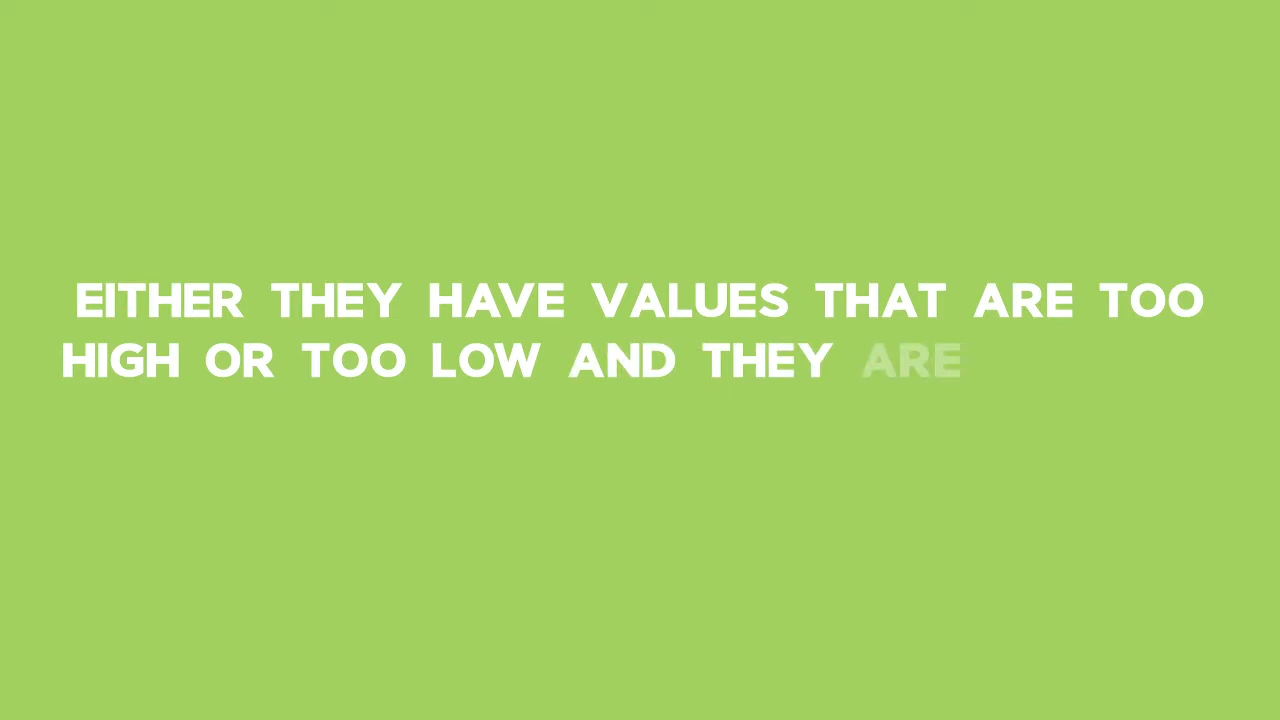 EITHER THEY HAVE VALUES THAT ARE TOO
HIGH OR TOO LOW AND THEY ARE